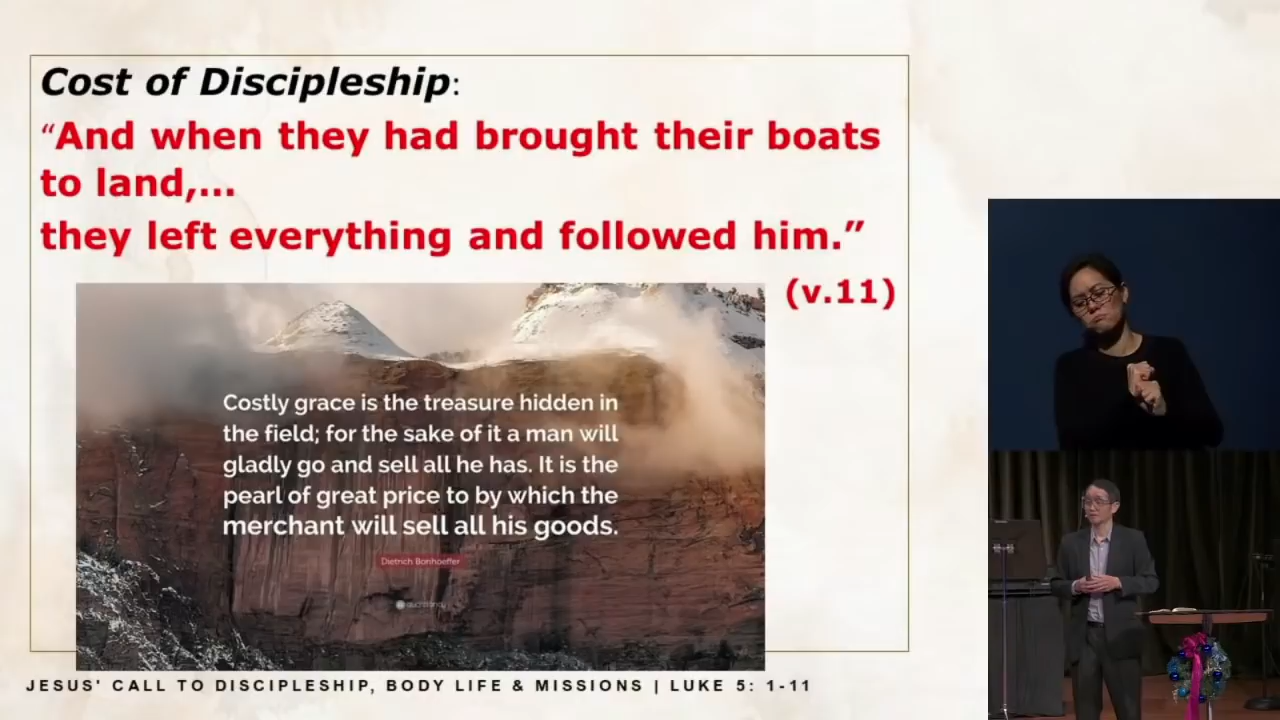 Cost of Discipleship:
“And when they had brought their boats
to land,...
they left everything and followed him.”
(v.11)
Costly grace is the treasure hidden in
the field; for the sake of it a man will
gladly go and sell all he has. It is the
pearl of great price to by which the
merchant will sell all his goods.
Dietrich Bonhoeffer
JESUS' CALL TO DISCIPLESHIP, BODY LIFE & MISSIONS | LUKE 5: 1-11